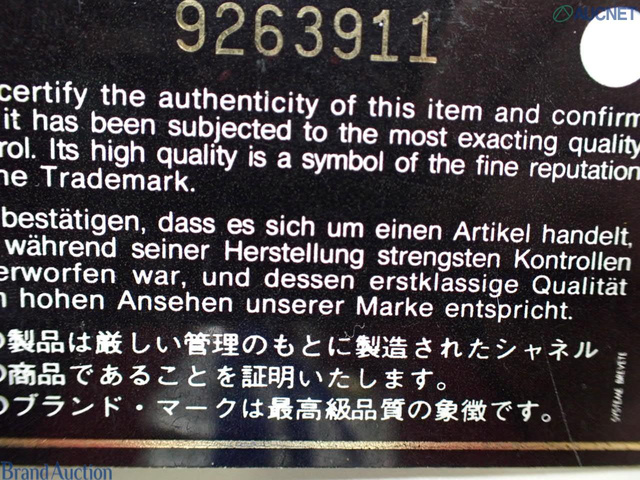 9263911
AUCNET
certify the authenticity of this item and confirm
it has been subjected to the most exacting quality
rol. Its high quality is a symbol of the fine reputation
he Trademark.
bestätigen, dass es sich um einen Artikel handelt,
während seiner Herstellung strengsten Kontrollen
erworfen war, und dessen erstklassige Qualität
hohen Ansehen unserer Marke entspricht.
の製品は厳しい管理のもとに製造されたシャネル
の商品であることを証明いたします。
のブランド・マークは最高級品質の象徴です。
SYSTEME BREVETE
BrandAuction